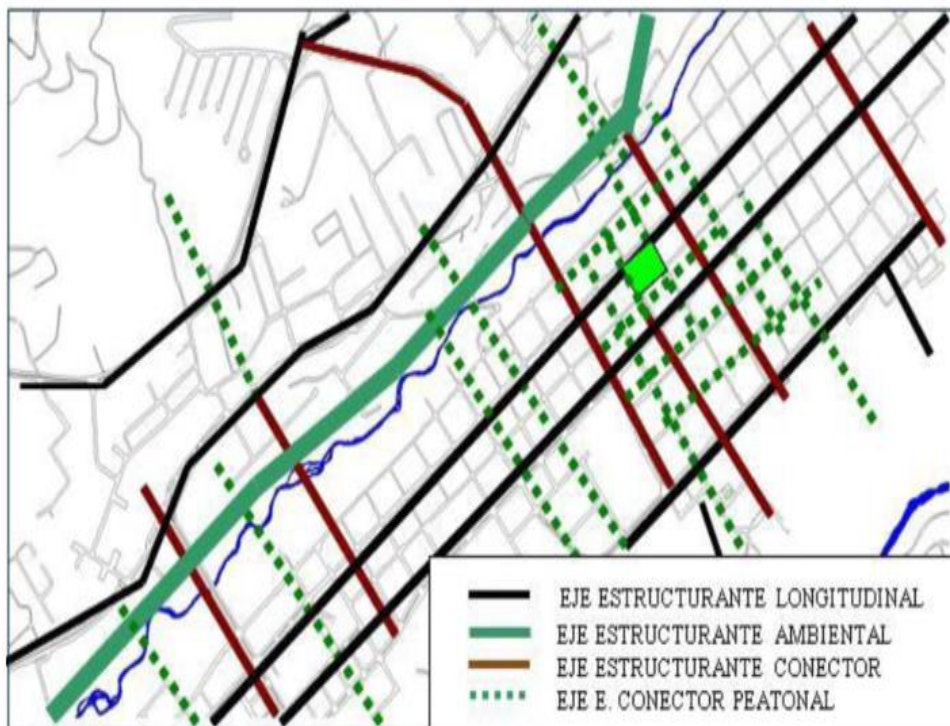 EJE ESTRUCTURANTE LONGITUDINAL
EJE ESTRUCTURANTE AMBIENTAL
EJE ESTRUCTURANTE CONECTOR
EJE E. CONECTOR PEATONAL